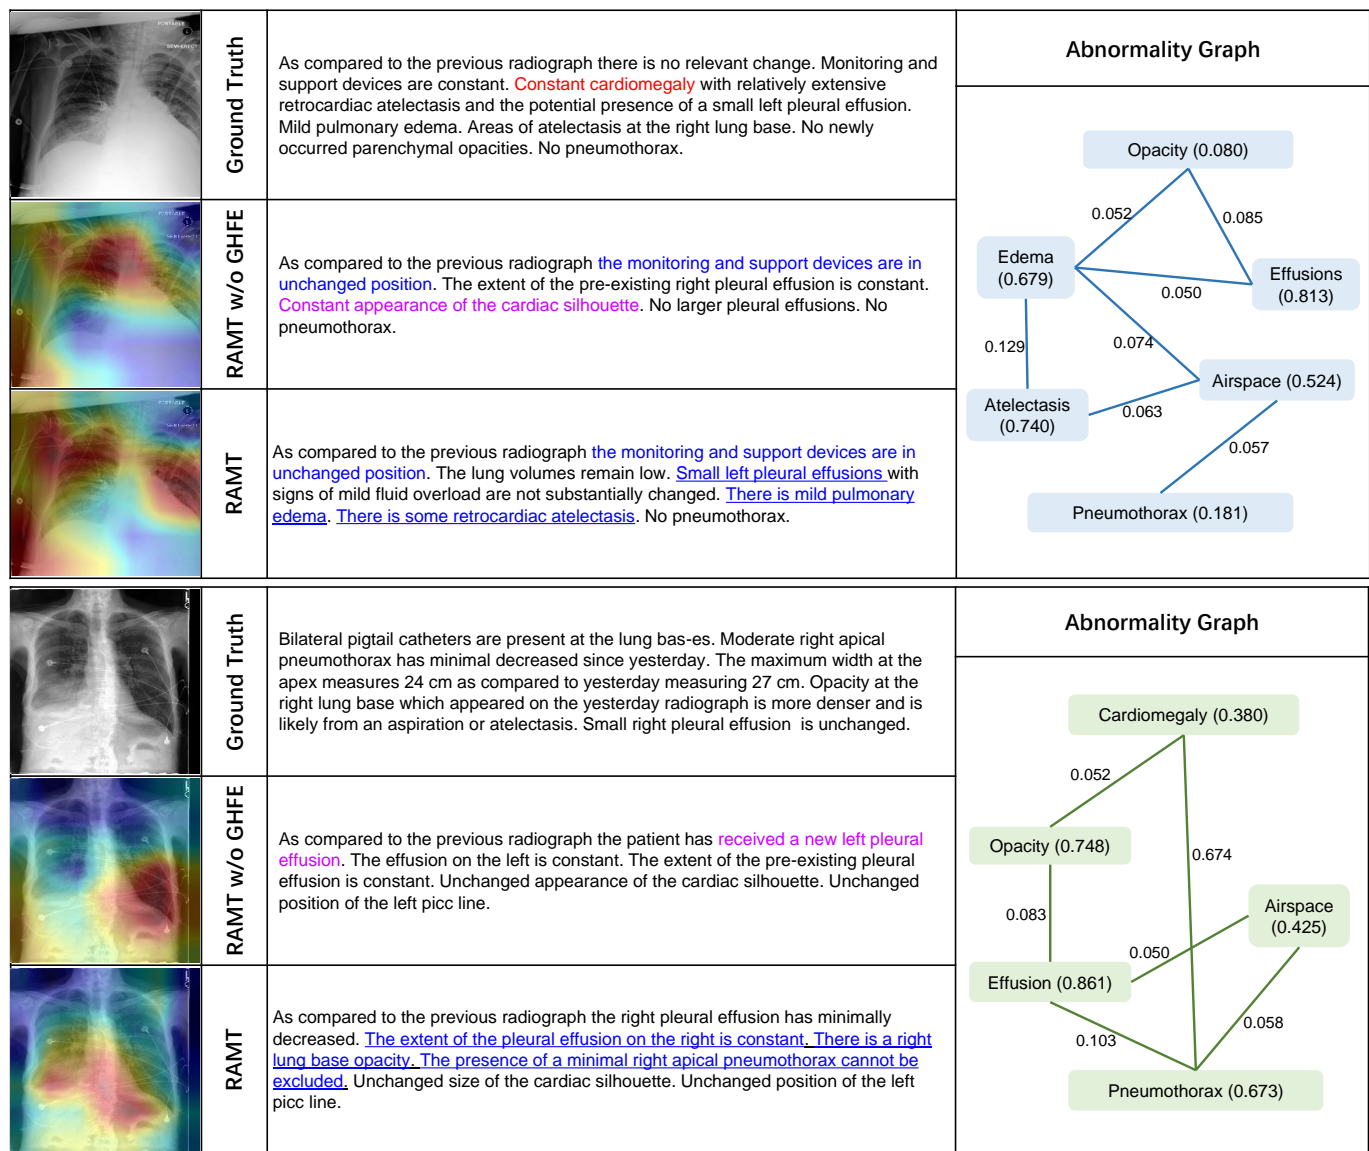 PORTABLE
SEMI-ERECT
Ground Truth
As compared to the previous radiograph there is no relevant change. Monitoring and
support devices are constant. Constant cardiomegaly with relatively extensive
retrocardiac atelectasis and the potential presence of a small left pleural effusion.
Mild pulmonary edema. Areas of atelectasis at the right lung base. No newly
occurred parenchymal opacities. No pneumothorax.
RAMT w/o GHFE
As compared to the previous radiograph the monitoring and support devices are in
unchanged position. The extent of the pre-existing right pleural effusion is constant.
Constant appearance of the cardiac silhouette. No larger pleural effusions. No
pneumothorax.
RAMT
As compared to the previous radiograph the monitoring and support devices are in
unchanged position. The lung volumes remain low. Small left pleural effusions with
signs of mild fluid overload are not substantially changed. There is mild pulmonary
edema. There is some retrocardiac atelectasis. No pneumothorax.
Abnormality Graph
Opacity (0.080)
0.052
0.085
Edema
(0.679)
Effusions
(0.813)
0.050
0.129
0.074
Airspace (0.524)
Atelectasis
(0.740)
0.063
0.057
Pneumothorax (0.181)
Ground Truth
Bilateral pigtail catheters are present at the lung bas-es. Moderate right apical
pneumothorax has minimal decreased since yesterday. The maximum width at the
apex measures 24 cm as compared to yesterday measuring 27 cm. Opacity at the
right lung base which appeared on the yesterday radiograph is more denser and is
likely from an aspiration or atelectasis. Small right pleural effusion is unchanged.
RAMT w/o GHFE
As compared to the previous radiograph the patient has received a new left pleural
effusion. The effusion on the left is constant. The extent of the pre-existing pleural
effusion is constant. Unchanged appearance of the cardiac silhouette. Unchanged
position of the left picc line.
RAMT
As compared to the previous radiograph the right pleural effusion has minimally
decreased. The extent of the pleural effusion on the right is constant. There is a right
lung base opacity. The presence of a minimal right apical pneumothorax cannot be
excluded. Unchanged size of the cardiac silhouette. Unchanged position of the left
picc line.
Abnormality Graph
Cardiomegaly (0.380)
0.052
Opacity (0.748)
0.674
0.083
Airspace
(0.425)
0.050
Effusion (0.861)
0.058
0.103
Pneumothorax (0.673)